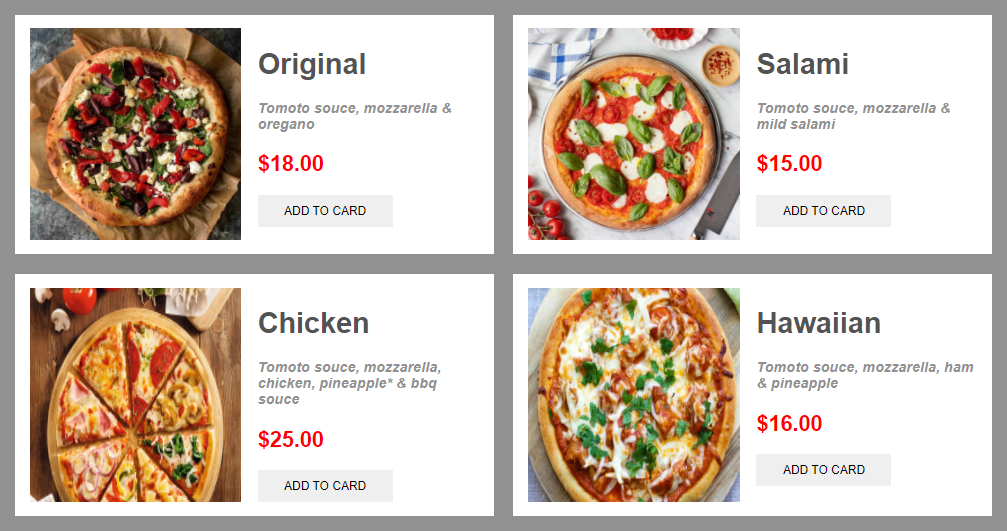 Original
Tomoto souce, mozzarella &
oregano
$18.00
ADD TO CARD
Salami
Tomoto souce, mozzarella &
mild salami
$15.00
ADD TO CARD
Chicken
Tomoto souce, mozzarella,
chicken, pineapple* & bbq
souce
$25.00
ADD TO CARD
Hawaiian
Tomoto souce, mozzarella, ham
& pineapple
$16.00
ADD TO CARD